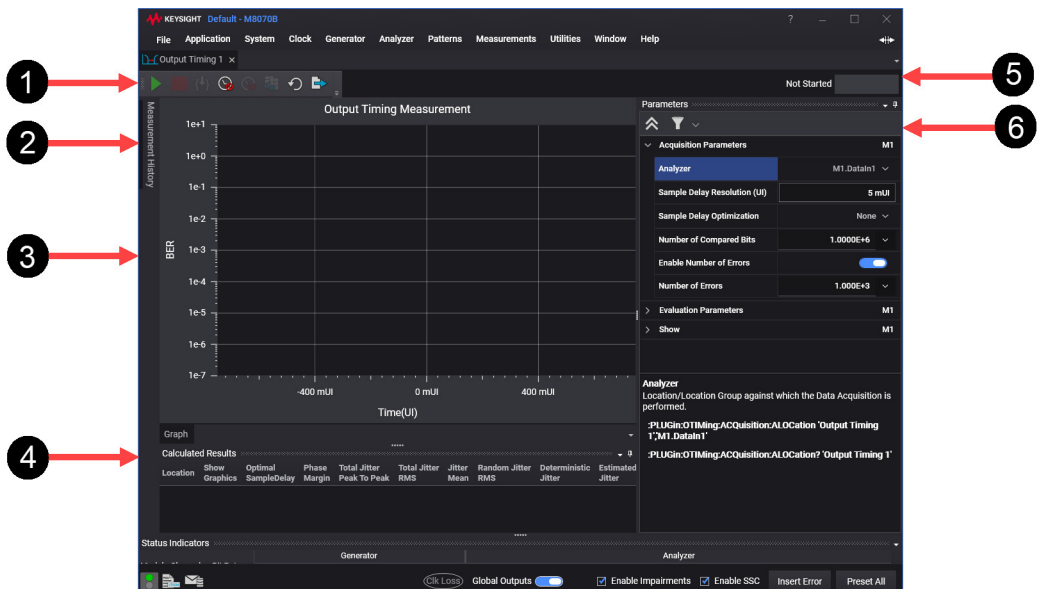 KEYSIGHT Default - M8070B ? – □ ×
File Application System Clock Generator Analyzer Patterns Measurements Utilities Window Help
Output Timing 1 ×
1
Not Started
5
Measurement History
2
Output Timing Measurement
1e+1
1e+0
1e-1
1e-2
1e-3
1e-4
1e-5
1e-6
1e-7
BER
3
-400 mUI 0 mUI 400 mUI
Time(UI)
Graph
Parameters
6
Acquisition Parameters M1
Analyzer M1.DataIn1
Sample Delay Resolution (UI) 5 mUI
Sample Delay Optimization None
Number of Compared Bits 1.0000E+6
Enable Number of Errors
Number of Errors 1.000E+3
Evaluation Parameters M1
Show M1
Analyzer
Location/Location Group against which the Data Acquisition is
performed.
:PLUGin:OTIMing:ACQuisition:ALOCation 'Output Timing
1','M1.DataIn1'
:PLUGin:OTIMing:ACQuisition:ALOCation? 'Output Timing 1'
4
Calculated Results
Location Show Graphics Optimal SampleDelay Phase Margin Total Jitter Peak To Peak Total Jitter RMS Jitter Mean Random Jitter RMS Deterministic Jitter Estimated Jitter
Status Indicators
Generator Analyzer
Clk Loss Global Outputs Enable Impairments Enable SSC Insert Error Preset All